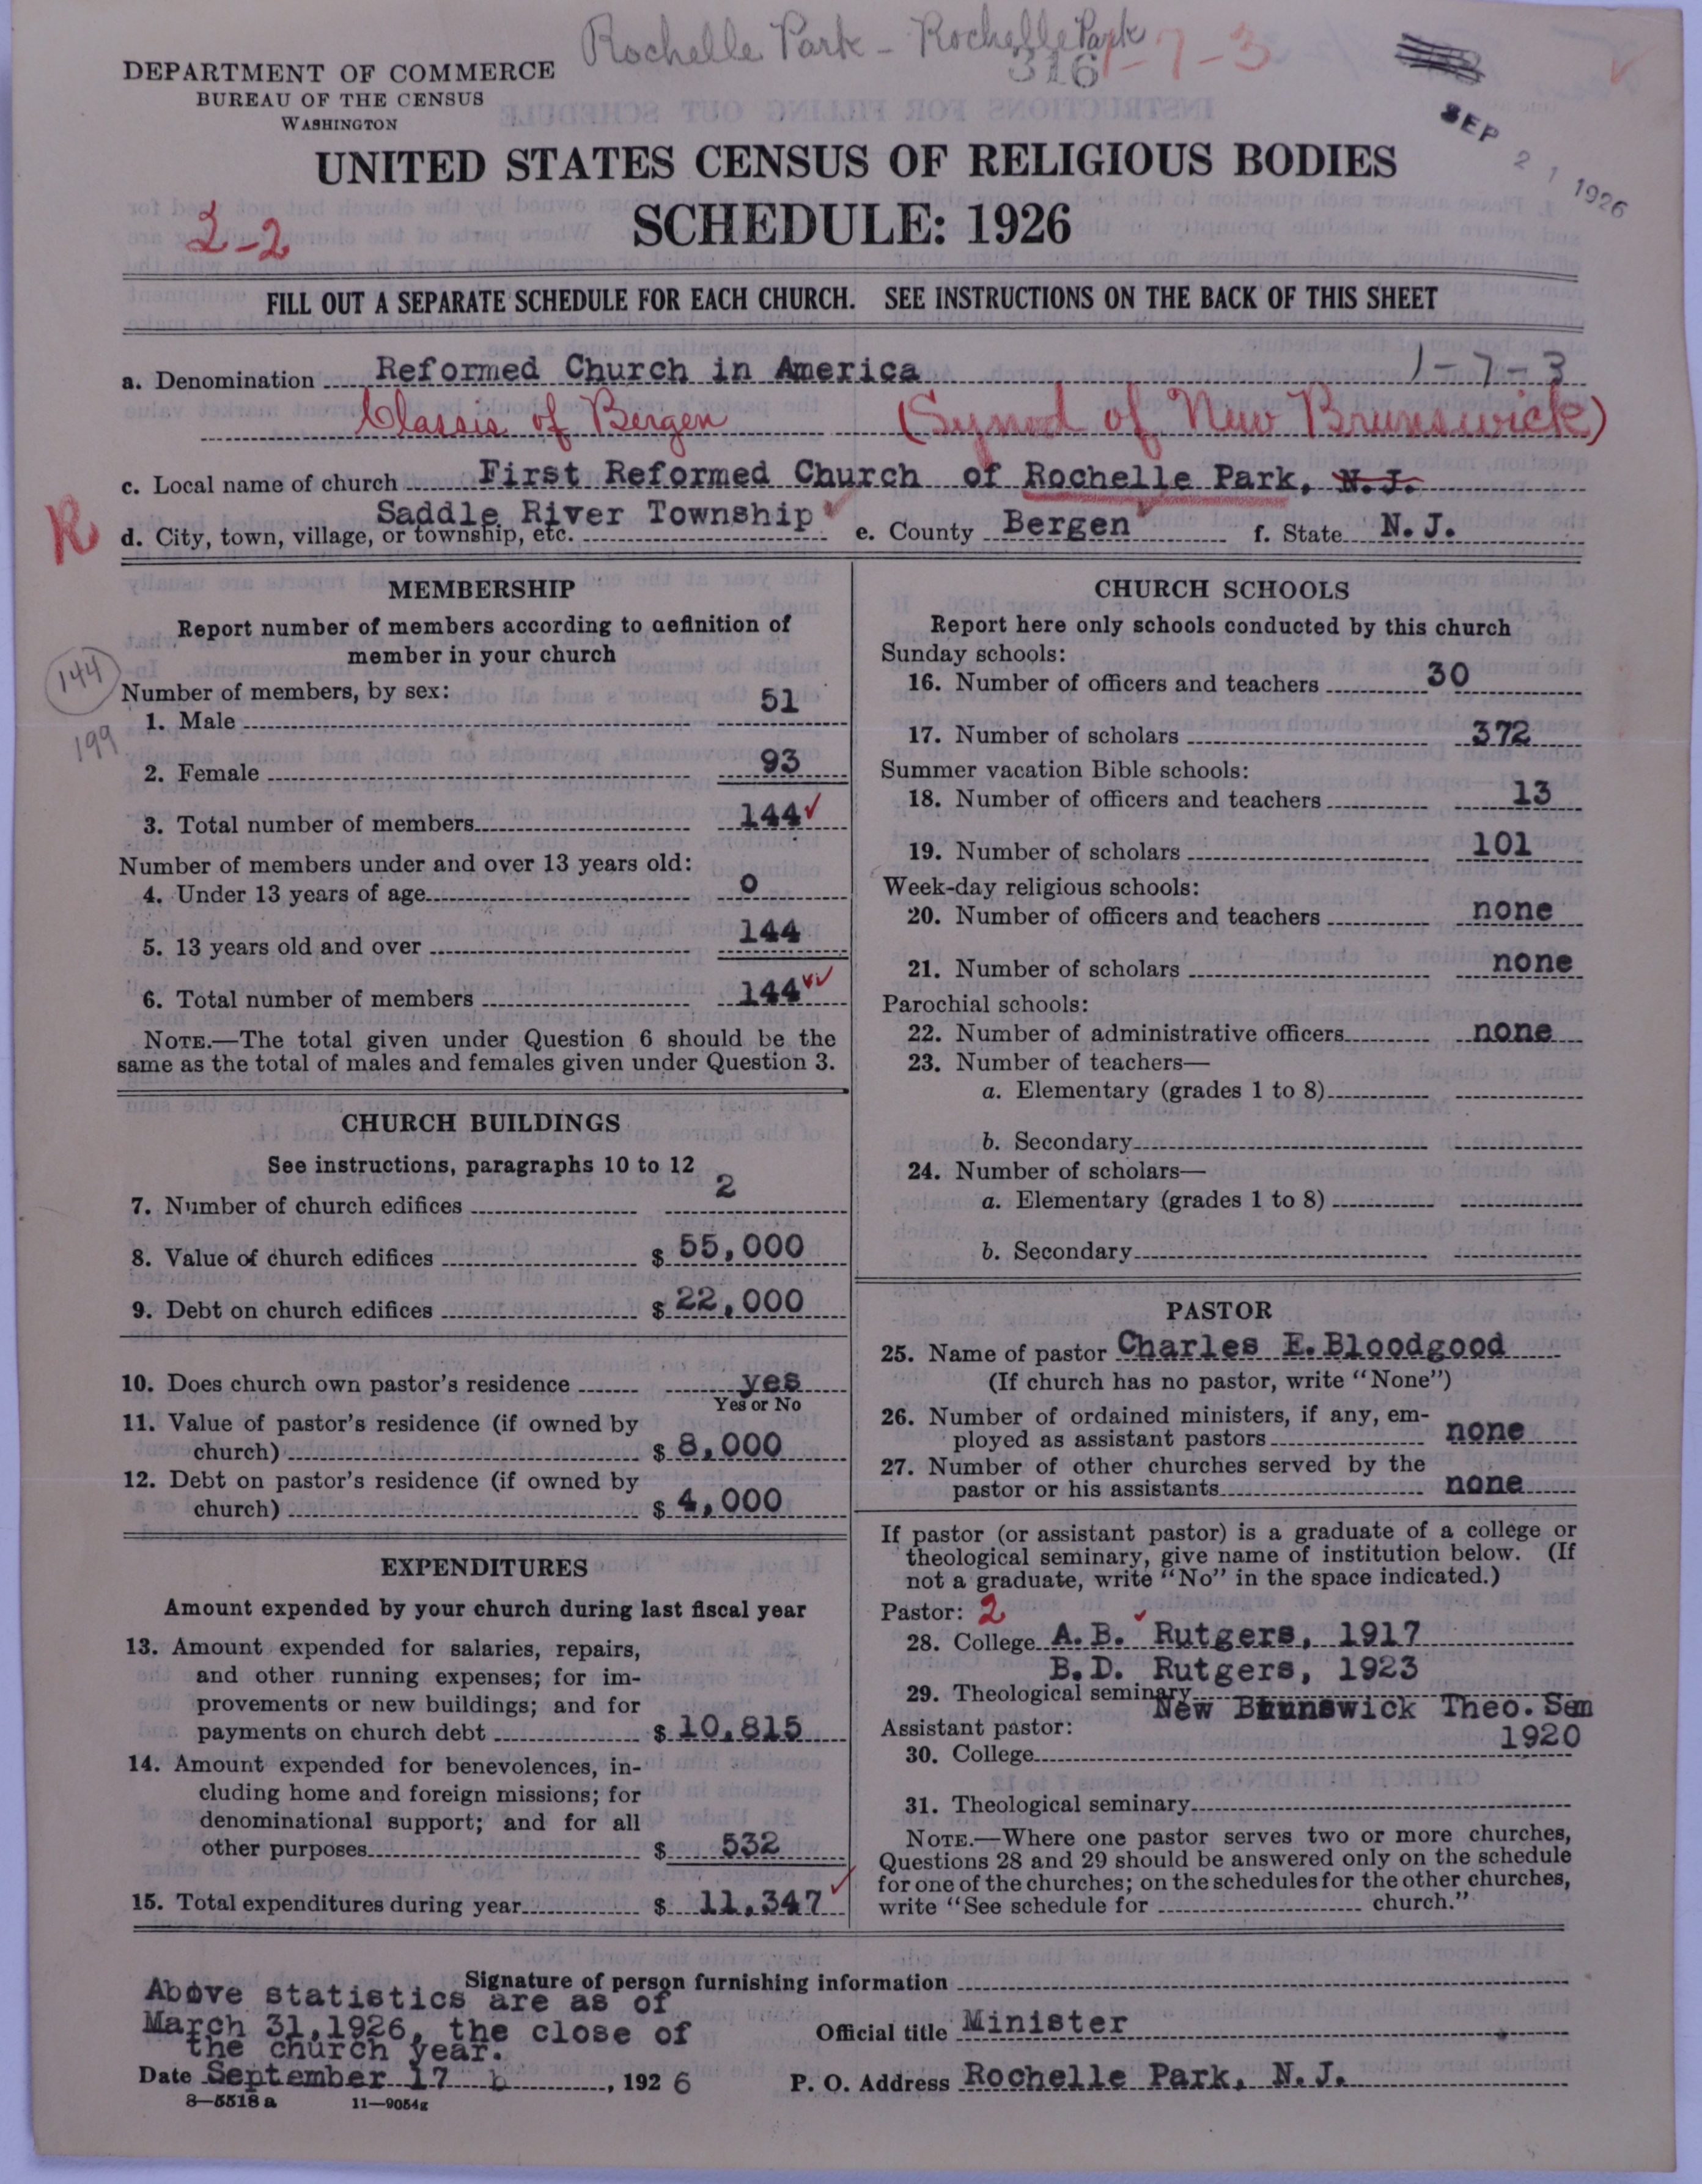 Rochelle Park - Rochelle Park
316
1-7-3
DEPARTMENT OF COMMERCE
BUREAU OF THE CENSUS
WASHINGTON
SEP 21 1926
UNITED STATES CENSUS OF RELIGIOUS BODIES
SCHEDULE: 1926
2-2
FILL OUT A SEPARATE SCHEDULE FOR EACH CHURCH. SEE INSTRUCTIONS ON THE BACK OF THIS SHEET
a. Denomination Reformed Church in America 1-7-3
Classis of Bergen (Synod of New Brunswick)
c. Local name of church First Reformed Church of Rochelle Park, N.J.
R
d. City, town, village, or township, etc. Saddle River Township e. County Bergen f. State N.J.
MEMBERSHIP
Report number of members according to definition of
member in your church
144
199
Number of members, by sex:
1. Male 51
2. Female 93
3. Total number of members 144
Number of members under and over 13 years old:
4. Under 13 years of age 0
5. 13 years old and over 144
6. Total number of members 144
NOTE.—The total given under Question 6 should be the
same as the total of males and females given under Question 3.
CHURCH BUILDINGS
See instructions, paragraphs 10 to 12
7. Number of church edifices 2
8. Value of church edifices $ 55,000
9. Debt on church edifices $ 22,000
10. Does church own pastor's residence yes
Yes or No
11. Value of pastor's residence (if owned by
church) $ 8,000
12. Debt on pastor's residence (if owned by
church) $ 4,000
EXPENDITURES
Amount expended by your church during last fiscal year
13. Amount expended for salaries, repairs,
and other running expenses; for im-
provements or new buildings; and for
payments on church debt $ 10,815
14. Amount expended for benevolences, in-
cluding home and foreign missions; for
denominational support; and for all
other purposes $ 532
15. Total expenditures during year $ 11,347
CHURCH SCHOOLS
Report here only schools conducted by this church
Sunday schools:
16. Number of officers and teachers 30
17. Number of scholars 372
Summer vacation Bible schools:
18. Number of officers and teachers 13
19. Number of scholars 101
Week-day religious schools:
20. Number of officers and teachers none
21. Number of scholars none
Parochial schools:
22. Number of administrative officers none
23. Number of teachers—
a. Elementary (grades 1 to 8)
b. Secondary
24. Number of scholars—
a. Elementary (grades 1 to 8)
b. Secondary
PASTOR
25. Name of pastor Charles E. Bloodgood
(If church has no pastor, write "None")
26. Number of ordained ministers, if any, em-
ployed as assistant pastors none
27. Number of other churches served by the
pastor or his assistants none
If pastor (or assistant pastor) is a graduate of a college or
theological seminary, give name of institution below. (If
not a graduate, write "No" in the space indicated.)
Pastor: 2
28. College A.B. Rutgers, 1917
B.D. Rutgers, 1923
29. Theological seminary New Brunswick Theo. Sem
1920
Assistant pastor:
30. College
31. Theological seminary
NOTE.—Where one pastor serves two or more churches,
Questions 28 and 29 should be answered only on the schedule
for one of the churches; on the schedules for the other churches,
write "See schedule for church."
Signature of person furnishing information
Above statistics are as of
March 31,1926, the close of
the church year.
Official title Minister
Date September 17, 1926
P. O. Address Rochelle Park, N.J.
8—5518 a 11—9054g